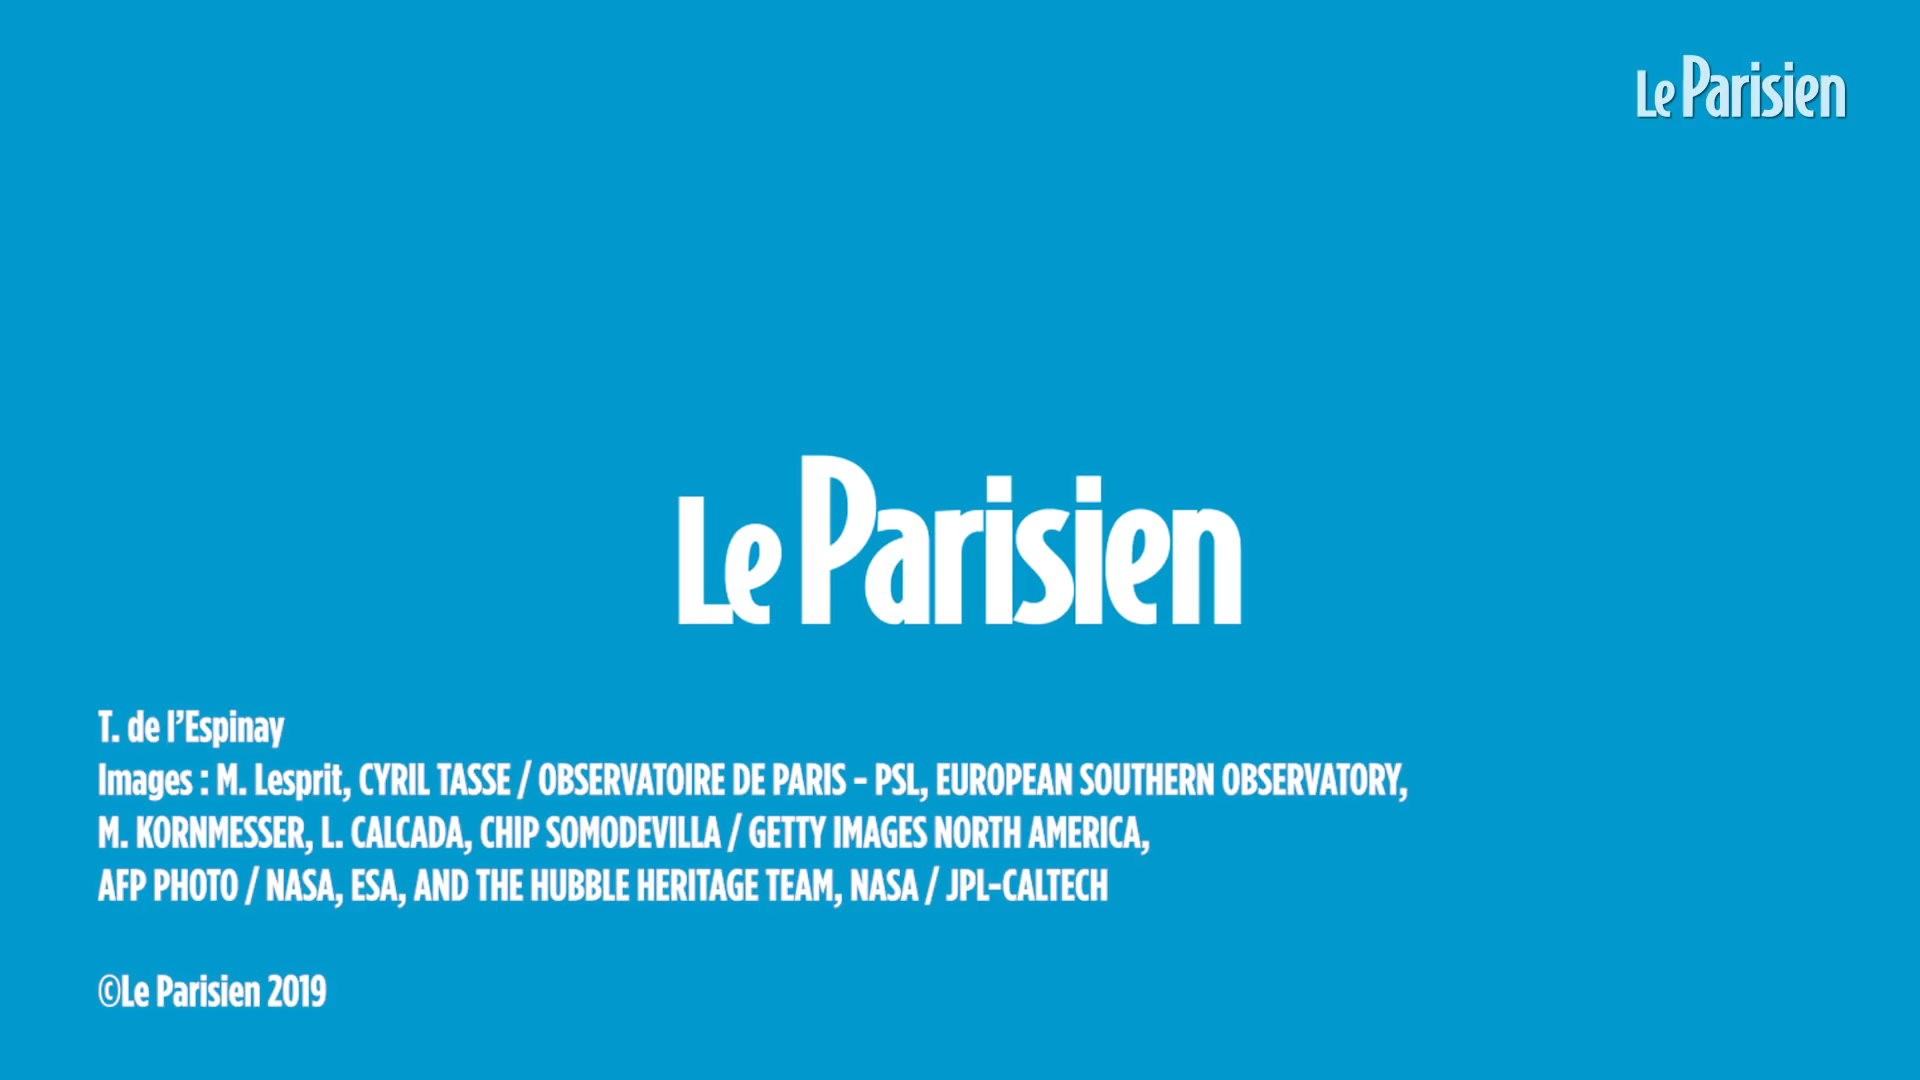 Le Parisien
Le Parisien
T. de l’Espinay
Images : M. Lesprit, CYRIL TASSE / OBSERVATOIRE DE PARIS - PSL, EUROPEAN SOUTHERN OBSERVATORY,
M. KORNMESSER, L. CALCADA, CHIP SOMODEVILLA / GETTY IMAGES NORTH AMERICA,
AFP PHOTO / NASA, ESA, AND THE HUBBLE HERITAGE TEAM, NASA / JPL-CALTECH
©Le Parisien 2019